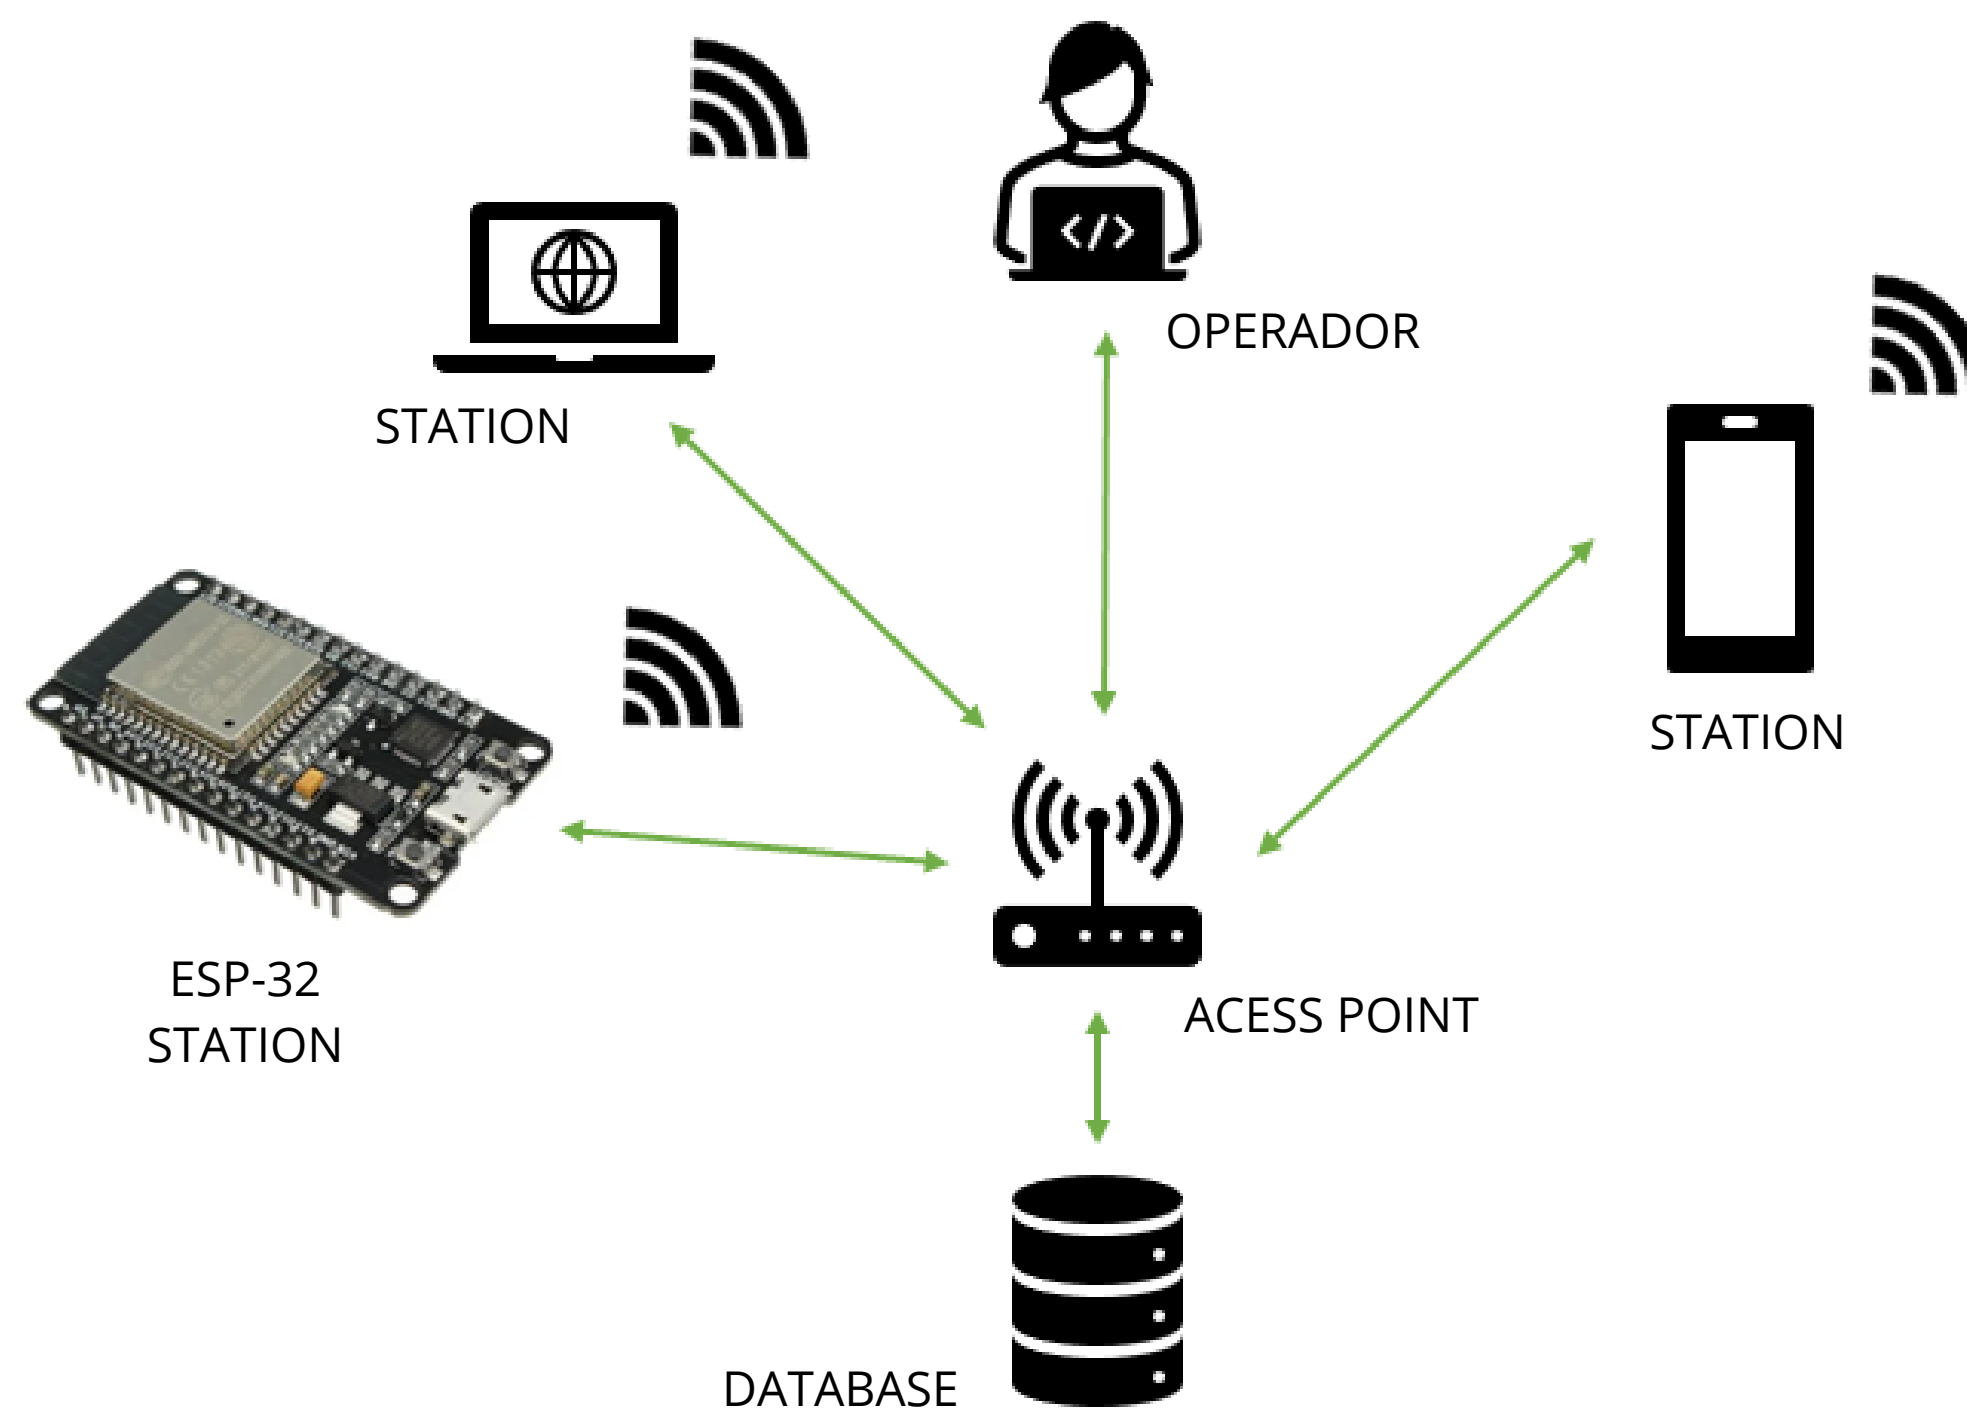 OPERADOR
STATION
STATION
ESP-32
STATION
ACESS POINT
DATABASE